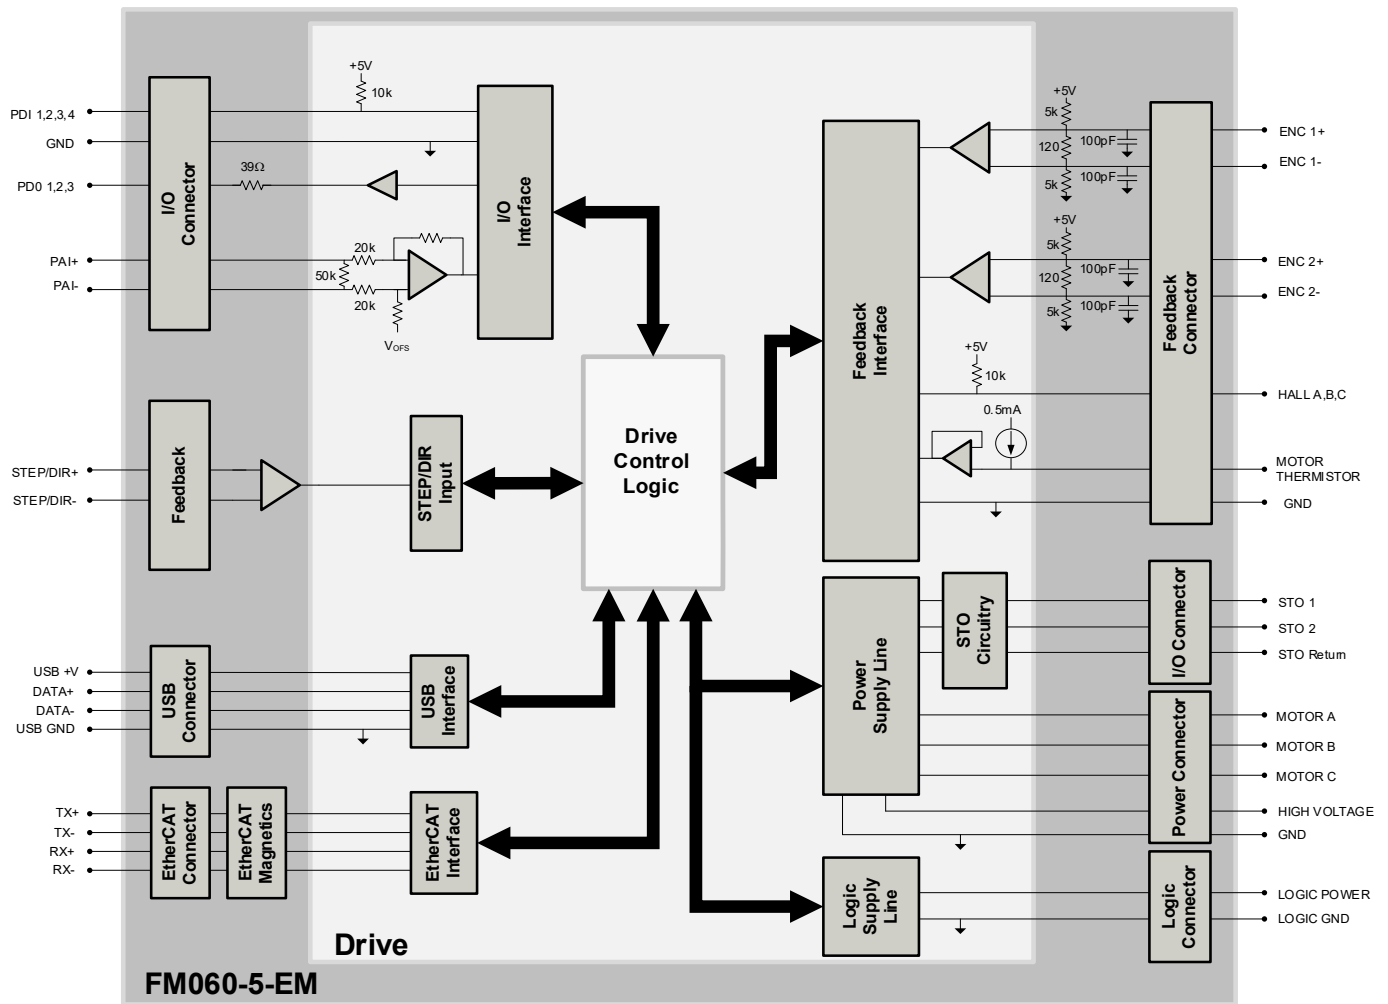 PDI 1,2,3,4
GND
PD0 1,2,3
PAI+
PAI-
I/O
Connector
+5V
10k
39Ω
20k
50k
20k
VOFS
I/O
Interface
STEP/DIR+
STEP/DIR-
Feedback
STEP/DIR
Input
USB +V
DATA+
DATA-
USB GND
USB
Connector
USB
Interface
TX+
TX-
RX+
RX-
EtherCAT
Connector
EtherCAT
Magnetics
EtherCAT
Interface
Drive
Control
Logic
Feedback
Interface
+5V
5k
120
5k
100pF
100pF
+5V
5k
120
5k
100pF
100pF
+5V
10k
0.5mA
Feedback
Connector
ENC 1+
ENC 1-
ENC 2+
ENC 2-
HALL A,B,C
MOTOR
THERMISTOR
GND
Power
Supply Line
STO
Circuitry
I/O Connector
STO 1
STO 2
STO Return
Power Connector
MOTOR A
MOTOR B
MOTOR C
HIGH VOLTAGE
GND
Logic
Supply
Line
Logic
Connector
LOGIC POWER
LOGIC GND
Drive
FM060-5-EM